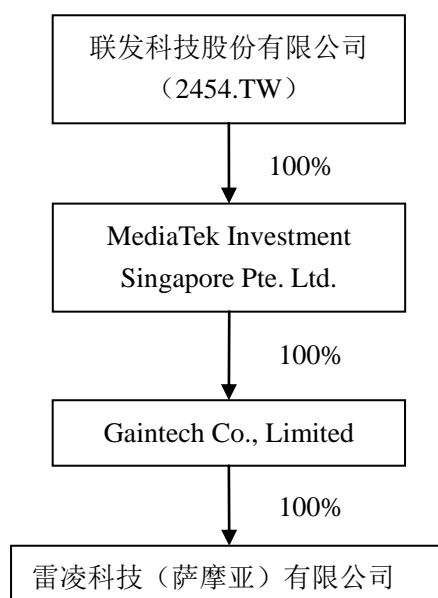 联发科技股份有限公司
（2454.TW）
100%
MediaTek Investment
Singapore Pte. Ltd.
100%
Gaintech Co., Limited
100%
雷凌科技（萨摩亚）有限公司